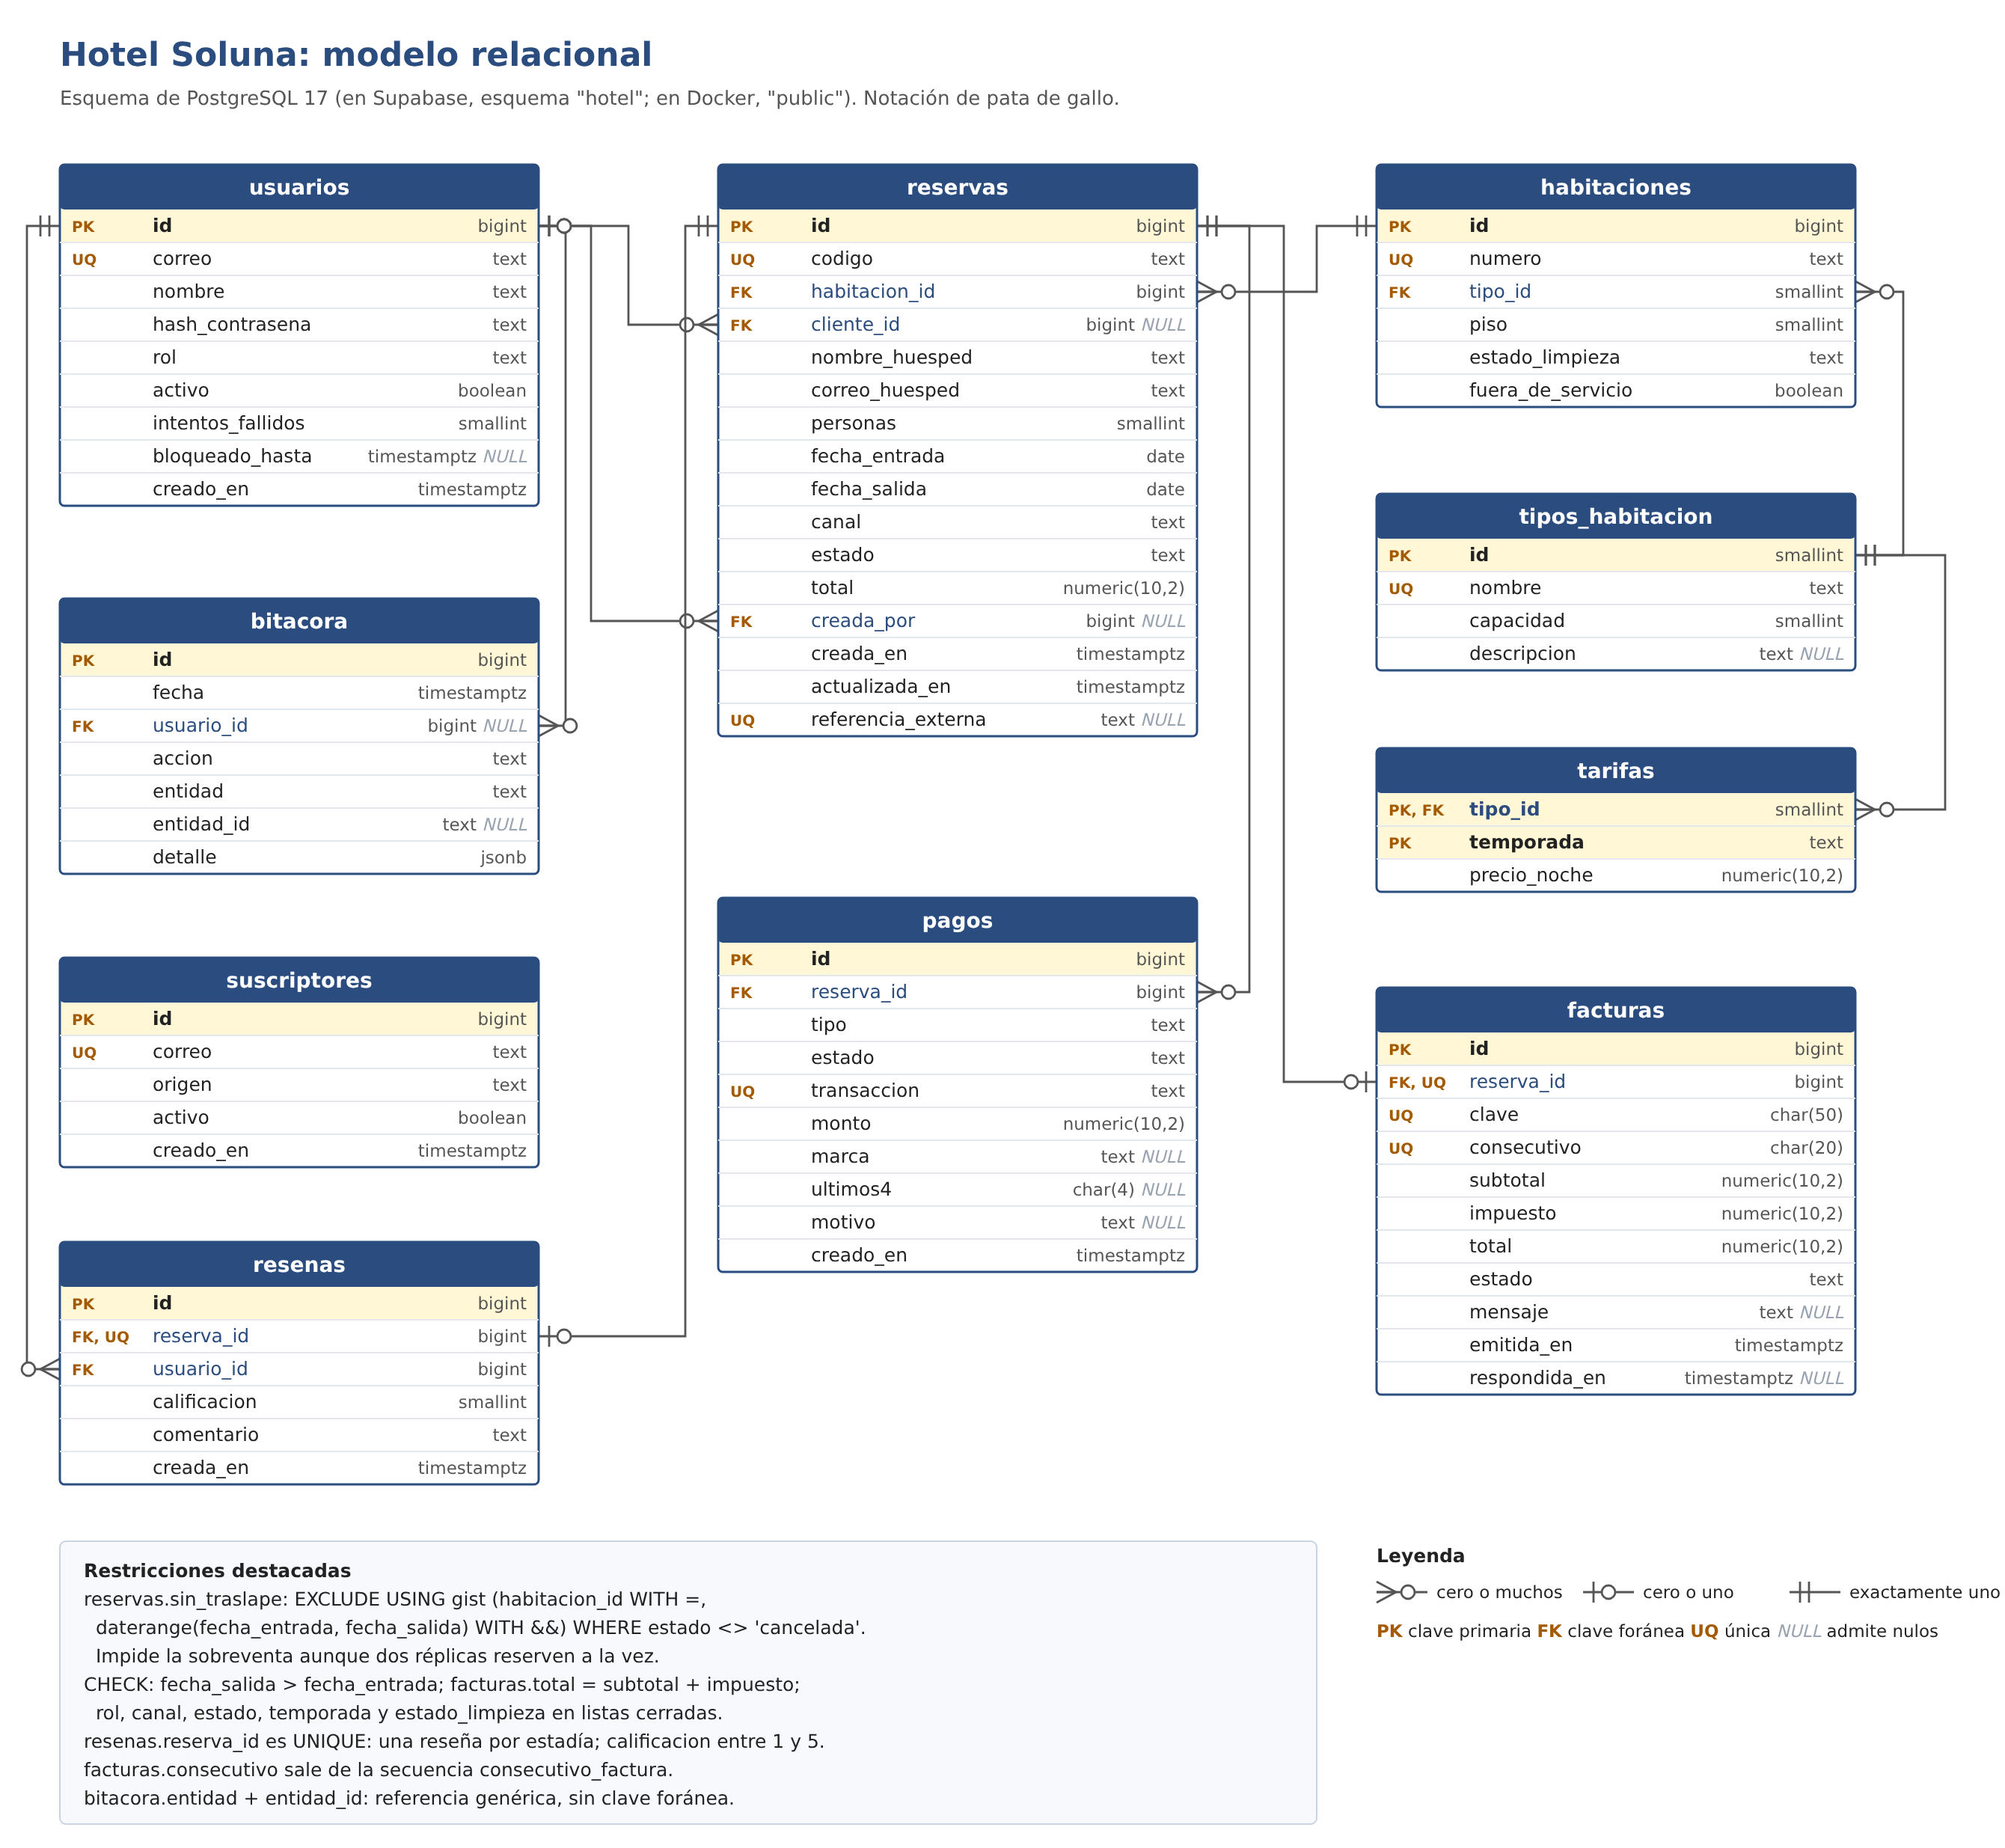 Hotel Soluna: modelo relacional
Esquema de PostgreSQL 17 (en Supabase, esquema "hotel"; en Docker, "public"). Notación de pata de gallo.
usuarios
PK id bigint
UQ correo text
nombre text
hash_contrasena text
rol text
activo boolean
intentos_fallidos smallint
bloqueado_hasta timestamptz NULL
creado_en timestamptz
bitacora
PK id bigint
fecha timestamptz
FK usuario_id bigint NULL
accion text
entidad text
entidad_id text NULL
detalle jsonb
suscriptores
PK id bigint
UQ correo text
origen text
activo boolean
creado_en timestamptz
resenas
PK id bigint
FK, UQ reserva_id bigint
FK usuario_id bigint
calificacion smallint
comentario text
creada_en timestamptz
reservas
PK id bigint
UQ codigo text
FK habitacion_id bigint
FK cliente_id bigint NULL
nombre_huesped text
correo_huesped text
personas smallint
fecha_entrada date
fecha_salida date
canal text
estado text
total numeric(10,2)
FK creada_por bigint NULL
creada_en timestamptz
actualizada_en timestamptz
UQ referencia_externa text NULL
pagos
PK id bigint
FK reserva_id bigint
tipo text
estado text
UQ transaccion text
monto numeric(10,2)
marca text NULL
ultimos4 char(4) NULL
motivo text NULL
creado_en timestamptz
habitaciones
PK id bigint
UQ numero text
FK tipo_id smallint
piso smallint
estado_limpieza text
fuera_de_servicio boolean
tipos_habitacion
PK id smallint
UQ nombre text
capacidad smallint
descripcion text NULL
tarifas
PK, FK tipo_id smallint
PK temporada text
precio_noche numeric(10,2)
facturas
PK id bigint
FK, UQ reserva_id bigint
UQ clave char(50)
UQ consecutivo char(20)
subtotal numeric(10,2)
impuesto numeric(10,2)
total numeric(10,2)
estado text
mensaje text NULL
emitida_en timestamptz
respondida_en timestamptz NULL
Restricciones destacadas
reservas.sin_traslape: EXCLUDE USING gist (habitacion_id WITH =,
daterange(fecha_entrada, fecha_salida) WITH &&) WHERE estado <> 'cancelada'.
Impide la sobreventa aunque dos réplicas reserven a la vez.
CHECK: fecha_salida > fecha_entrada; facturas.total = subtotal + impuesto;
rol, canal, estado, temporada y estado_limpieza en listas cerradas.
resenas.reserva_id es UNIQUE: una reseña por estadía; calificacion entre 1 y 5.
facturas.consecutivo sale de la secuencia consecutivo_factura.
bitacora.entidad + entidad_id: referencia genérica, sin clave foránea.
Leyenda
cero o muchos cero o uno exactamente uno
PK clave primaria FK clave foránea UQ única NULL admite nulos